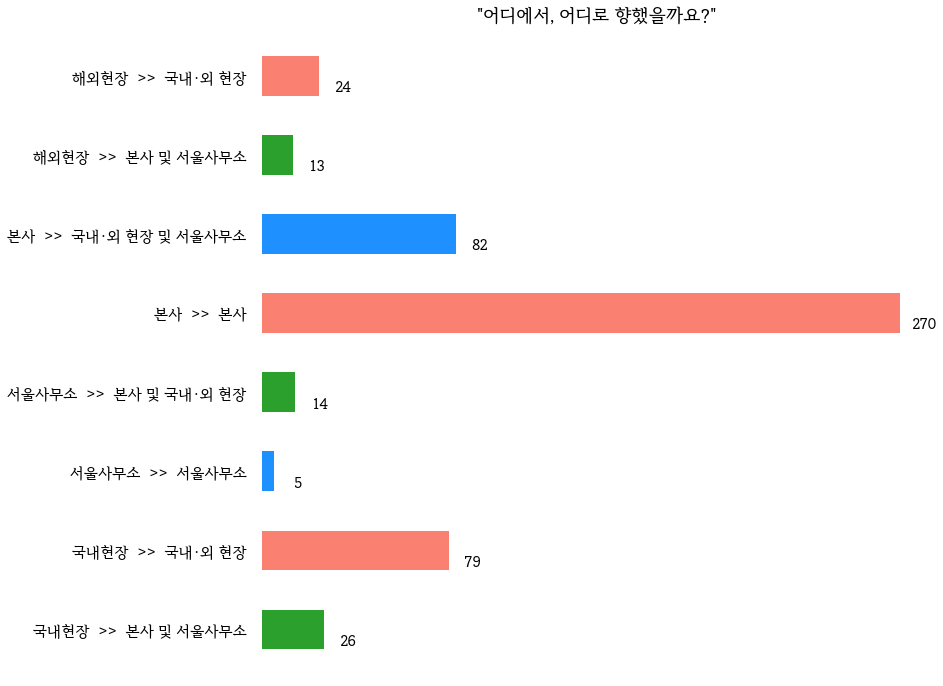 "어디에서, 어디로 향했을까요?"
해외현장 >> 국내·외 현장
24
해외현장 >> 본사 및 서울사무소
13
본사 >> 국내·외 현장 및 서울사무소
82
본사 >> 본사
270
서울사무소 >> 본사 및 국내·외 현장
14
서울사무소 >> 서울사무소
5
국내현장 >> 국내·외 현장
79
국내현장 >> 본사 및 서울사무소
26